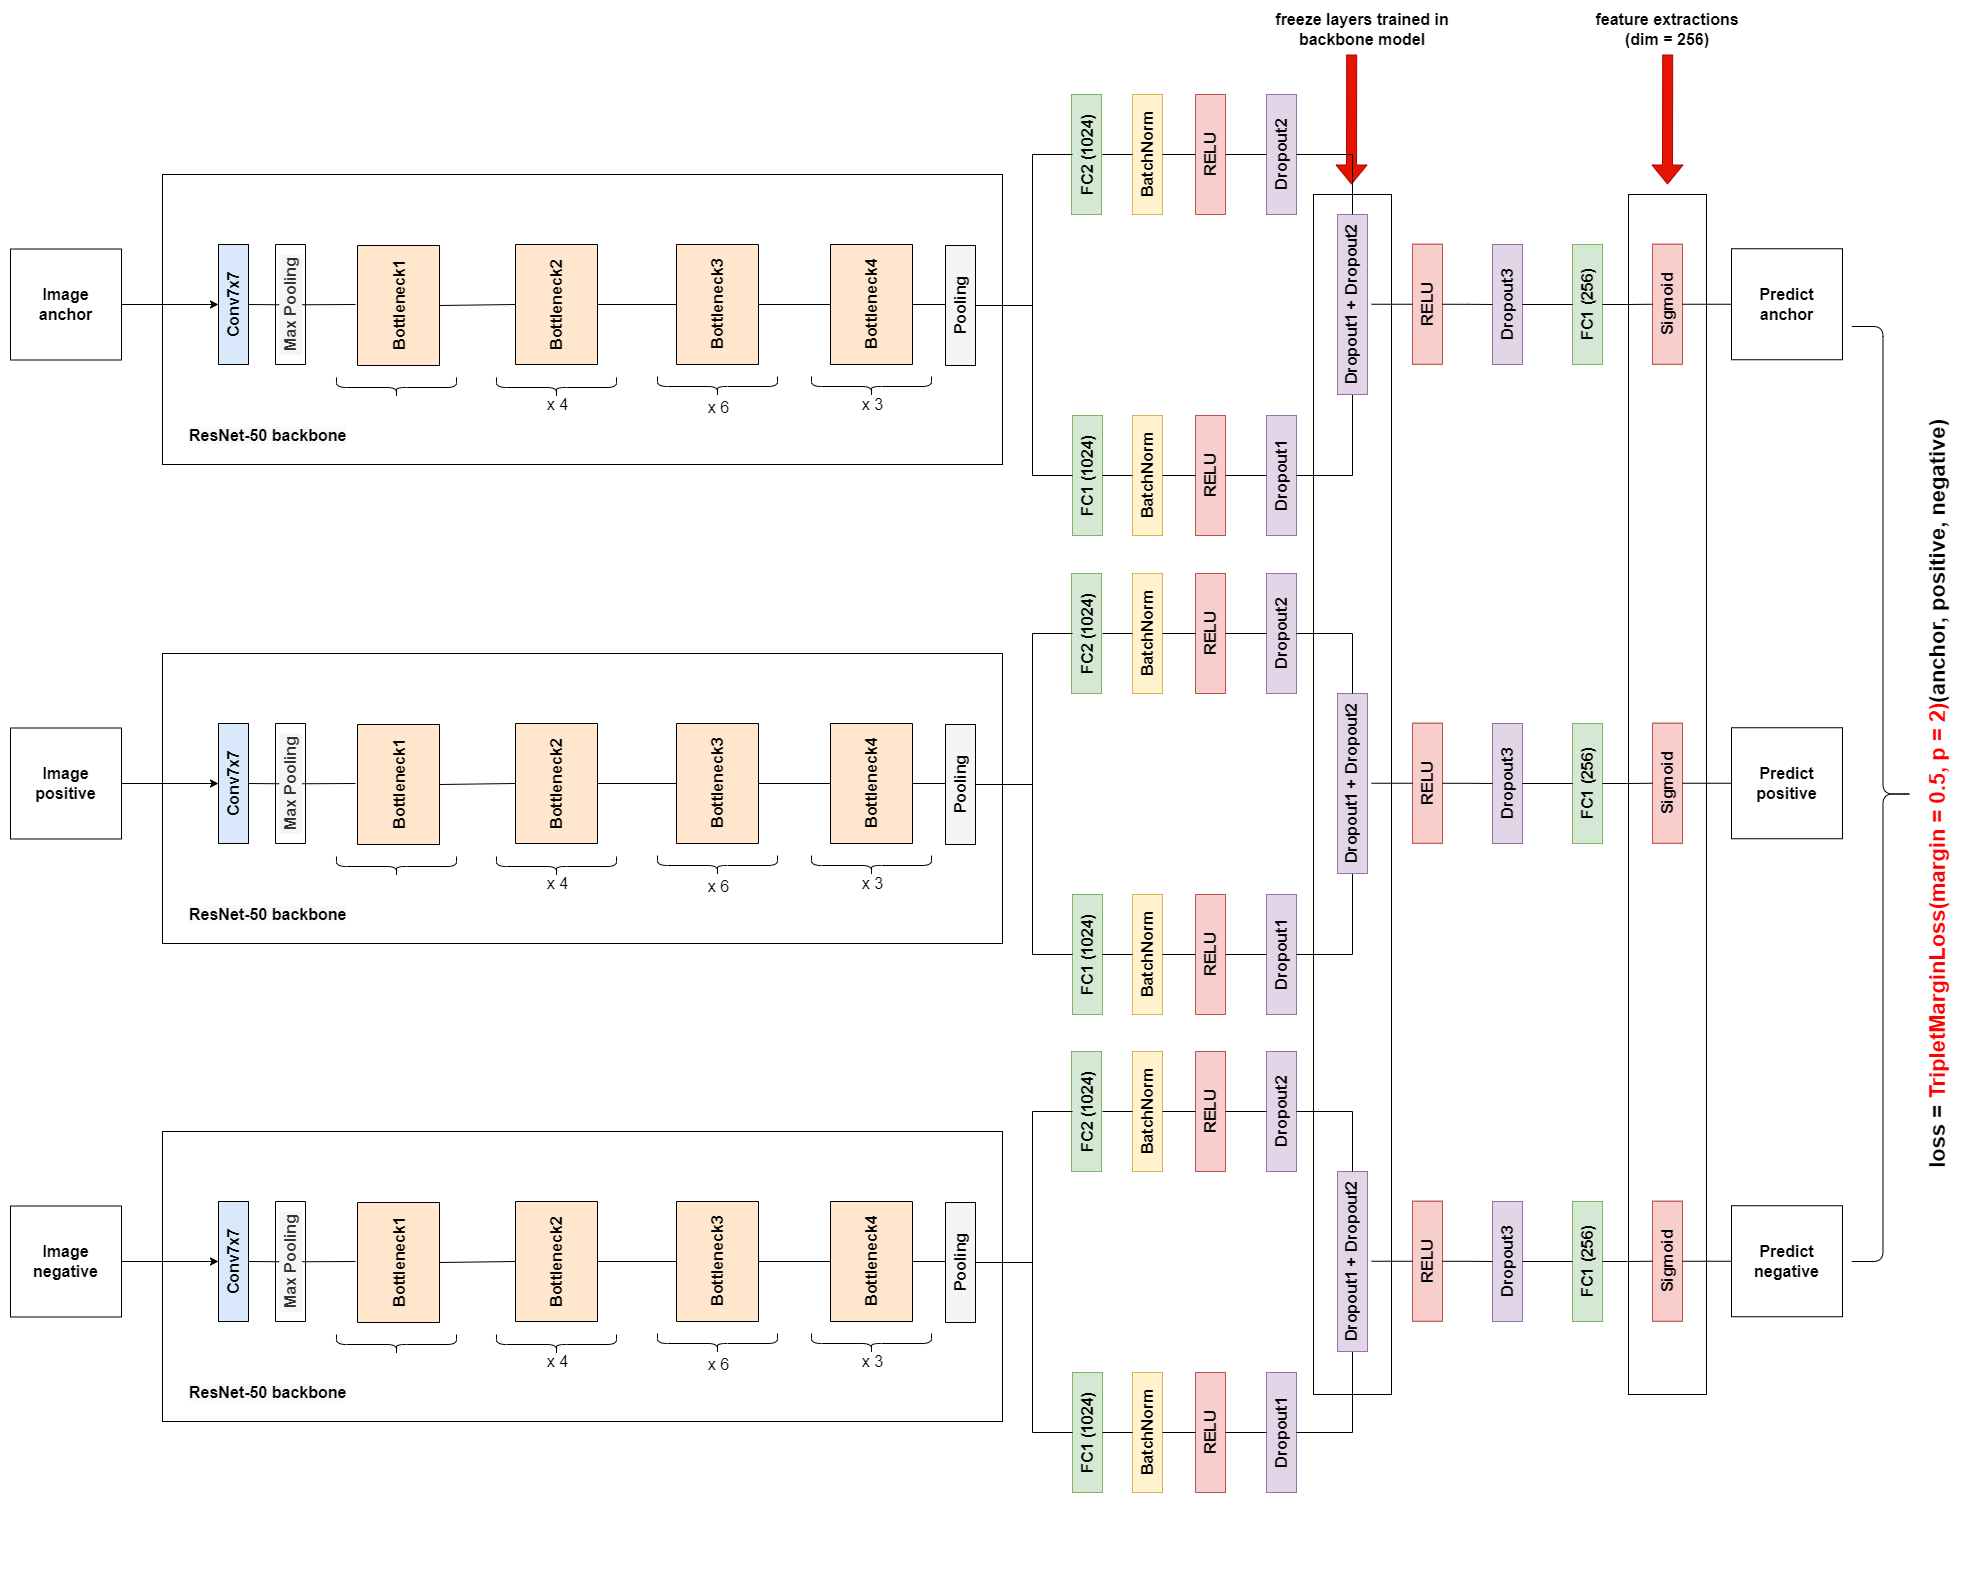 freeze layers trained in
backbone model
feature extractions
(dim = 256)
Image
anchor
Conv7x7
Max Pooling
Bottleneck1
Bottleneck2
x 4
Bottleneck3
x 6
Bottleneck4
x 3
Pooling
ResNet-50 backbone
FC2 (1024)
BatchNorm
RELU
Dropout2
FC1 (1024)
BatchNorm
RELU
Dropout1
Dropout1 + Dropout2
RELU
Dropout3
FC1 (256)
Sigmoid
Predict
anchor
Image
positive
Conv7x7
Max Pooling
Bottleneck1
Bottleneck2
x 4
Bottleneck3
x 6
Bottleneck4
x 3
Pooling
ResNet-50 backbone
FC2 (1024)
BatchNorm
RELU
Dropout2
FC1 (1024)
BatchNorm
RELU
Dropout1
Dropout1 + Dropout2
RELU
Dropout3
FC1 (256)
Sigmoid
Predict
positive
Image
negative
Conv7x7
Max Pooling
Bottleneck1
Bottleneck2
x 4
Bottleneck3
x 6
Bottleneck4
x 3
Pooling
ResNet-50 backbone
FC2 (1024)
BatchNorm
RELU
Dropout2
FC1 (1024)
BatchNorm
RELU
Dropout1
Dropout1 + Dropout2
RELU
Dropout3
FC1 (256)
Sigmoid
Predict
negative
loss = TripletMarginLoss(margin = 0.5, p = 2)(anchor, positive, negative)